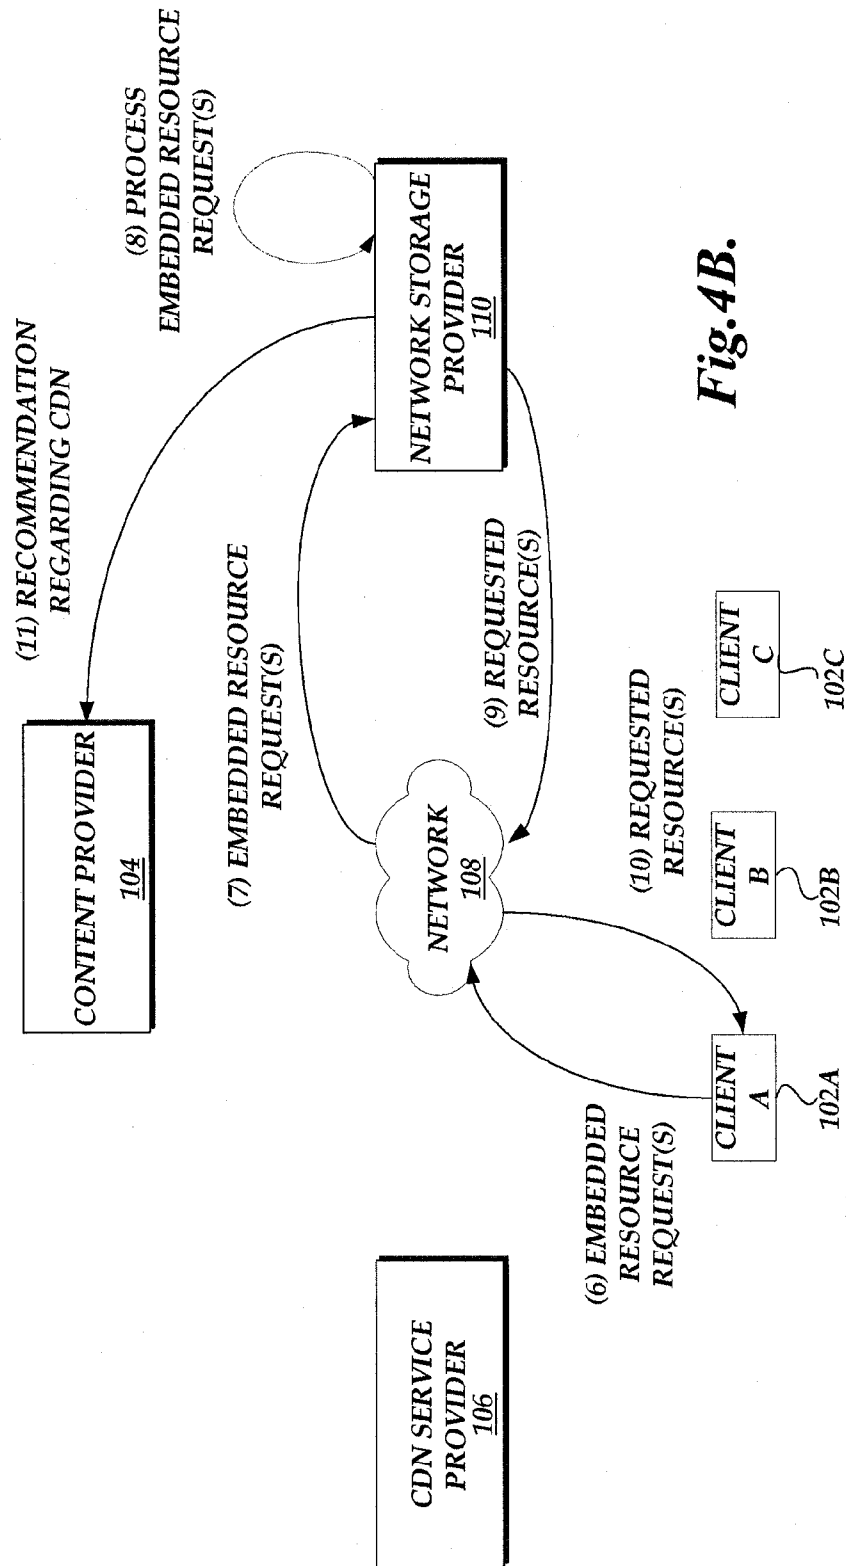 (11) RECOMMENDATION
REGARDING CDN
(8) PROCESS
EMBEDDED RESOURCE
REQUEST(S)
CONTENT PROVIDER
104
(7) EMBEDDED RESOURCE
REQUEST(S)
CDN SERVICE
PROVIDER
106
NETWORK
108
NETWORK STORAGE
PROVIDER
110
(9) REQUESTED
RESOURCE(S)
(6) EMBEDDED
RESOURCE
REQUEST(S)
(10) REQUESTED
RESOURCE(S)
CLIENT
A
102A
CLIENT
B
102B
CLIENT
C
102C
Fig.4B.